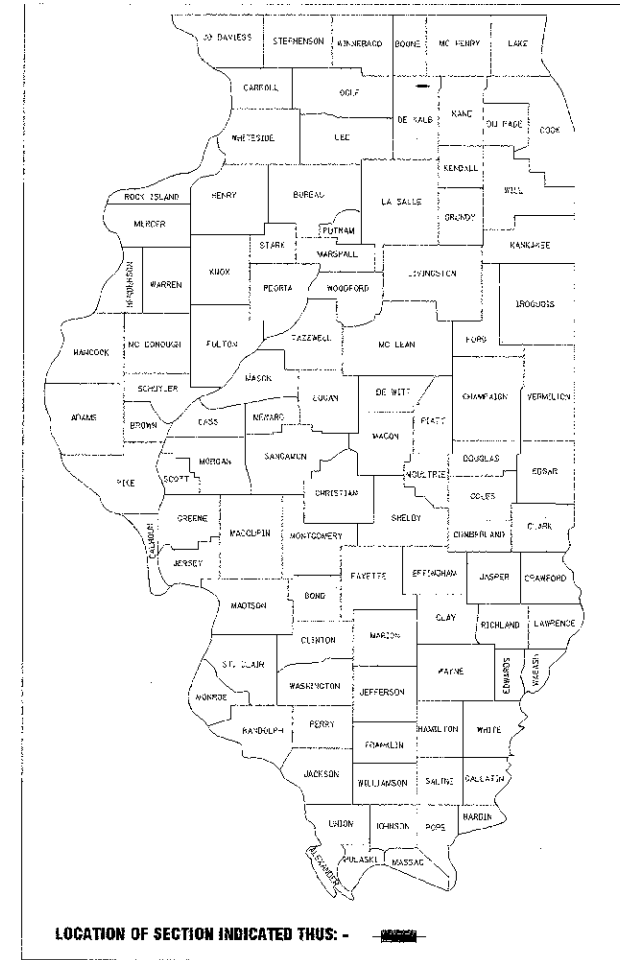 JO DAVIESS STEPHENSON WINNEBAGO BOONE MC HENRY LAKE
CARROLL OGLE DE KALB KANE DU PAGE COOK
WHITESIDE LEE
KENDALL WILL
ROCK ISLAND HENRY BUREAU LA SALLE GRUNDY
MERCER PUTNAM
STARK MARSHALL KANKAKEE
HENDERSON WARREN KNOX PEORIA WOODFORD LIVINGSTON
IROQUOIS
HANCOCK MC DONOUGH FULTON TAZEWELL MC LEAN FORD
SCHUYLER MASON LOGAN DE WITT CHAMPAIGN VERMILION
ADAMS BROWN CASS MENARD MACON PIATT
PIKE SCOTT MORGAN SANGAMON MOULTRIE DOUGLAS EDGAR
CHRISTIAN COLES
GREENE MACOUPIN MONTGOMERY SHELBY CUMBERLAND CLARK
CALHOUN JERSEY
FAYETTE EFFINGHAM JASPER CRAWFORD
MADISON BOND
CLINTON MARION CLAY RICHLAND LAWRENCE
ST. CLAIR WAYNE EDWARDS WABASH
MONROE WASHINGTON JEFFERSON
RANDOLPH PERRY HAMILTON WHITE
FRANKLIN
JACKSON WILLIAMSON SALINE GALLATIN
UNION JOHNSON POPE HARDIN
ALEXANDER PULASKI MASSAC
LOCATION OF SECTION INDICATED THUS: -